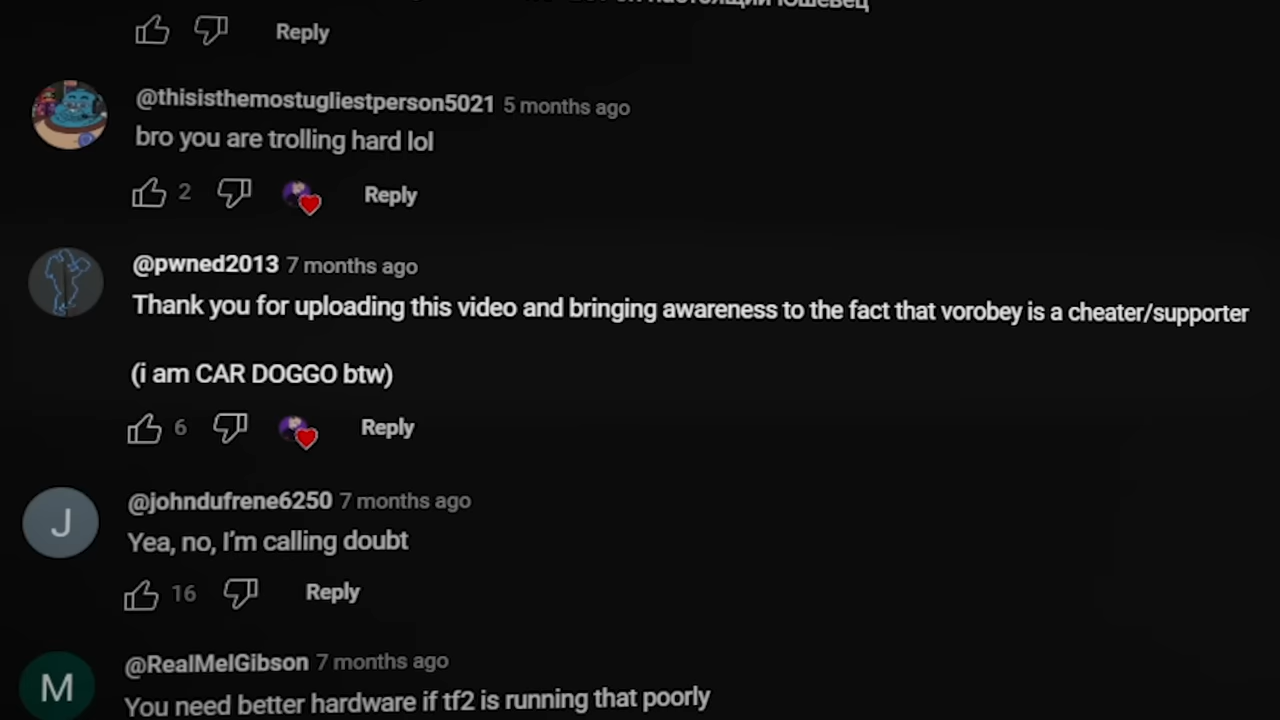 настоящий Юшевец
Reply
@thisisthemostugliestperson5021 5 months ago
bro you are trolling hard lol
2 Reply
@pwned2013 7 months ago
Thank you for uploading this video and bringing awareness to the fact that vorobey is a cheater/supporter
(i am CAR DOGGO btw)
6 Reply
J
@johndufrene6250 7 months ago
Yea, no, I'm calling doubt
16 Reply
M
@RealMelGibson 7 months ago
You need better hardware if tf2 is running that poorly